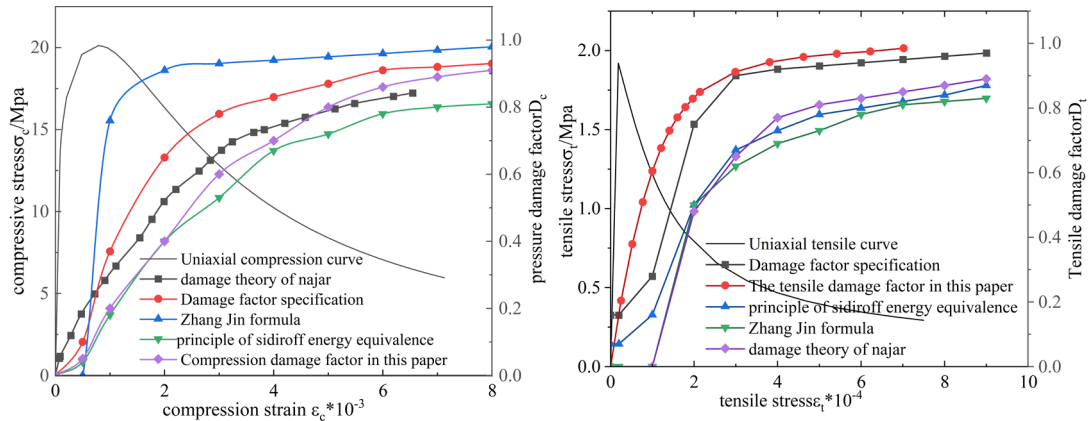 20
15
10
5
0
compressive stressσc/Mpa
1.0
0.8
0.6
0.4
0.2
0.0
pressure damage factorDc
Uniaxial compression curve
damage theory of najar
Damage factor specification
Zhang Jin formula
principle of sidiroff energy equivalence
Compression damage factor in this paper
0 2 4 6 8
compression strain εc*10-3
2.0
1.5
1.0
0.5
0.0
tensile stressσt/Mpa
1.0
0.8
0.6
0.4
0.2
0.0
Tensile damage factorDt
Uniaxial tensile curve
Damage factor specification
The tensile damage factor in this paper
principle of sidiroff energy equivalence
Zhang Jin formula
damage theory of najar
0 2 4 6 8 10
tensile stressεt*10-4